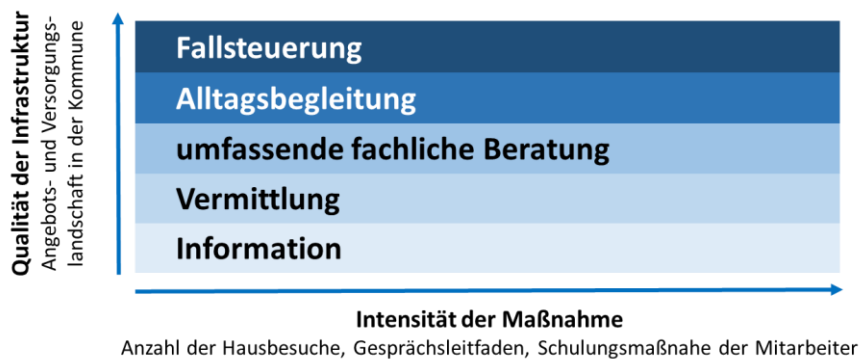 Qualität der Infrastruktur
Angebots- und Versorgungs-
landschaft in der Kommune
Fallsteuerung
Alltagsbegleitung
umfassende fachliche Beratung
Vermittlung
Information
Intensität der Maßnahme
Anzahl der Hausbesuche, Gesprächsleitfaden, Schulungsmaßnahe der Mitarbeiter